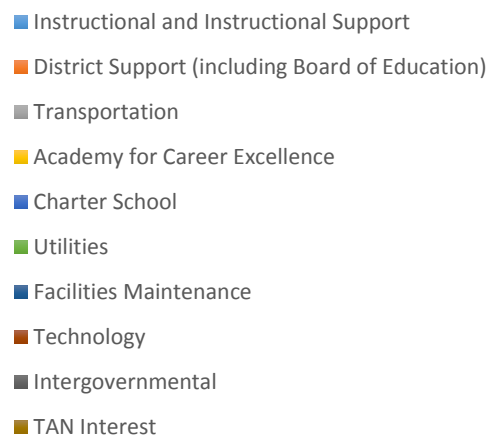 Instructional and Instructional Support
District Support (including Board of Education)
Transportation
Academy for Career Excellence
Charter School
Utilities
Facilities Maintenance
Technology
Intergovernmental
TAN Interest